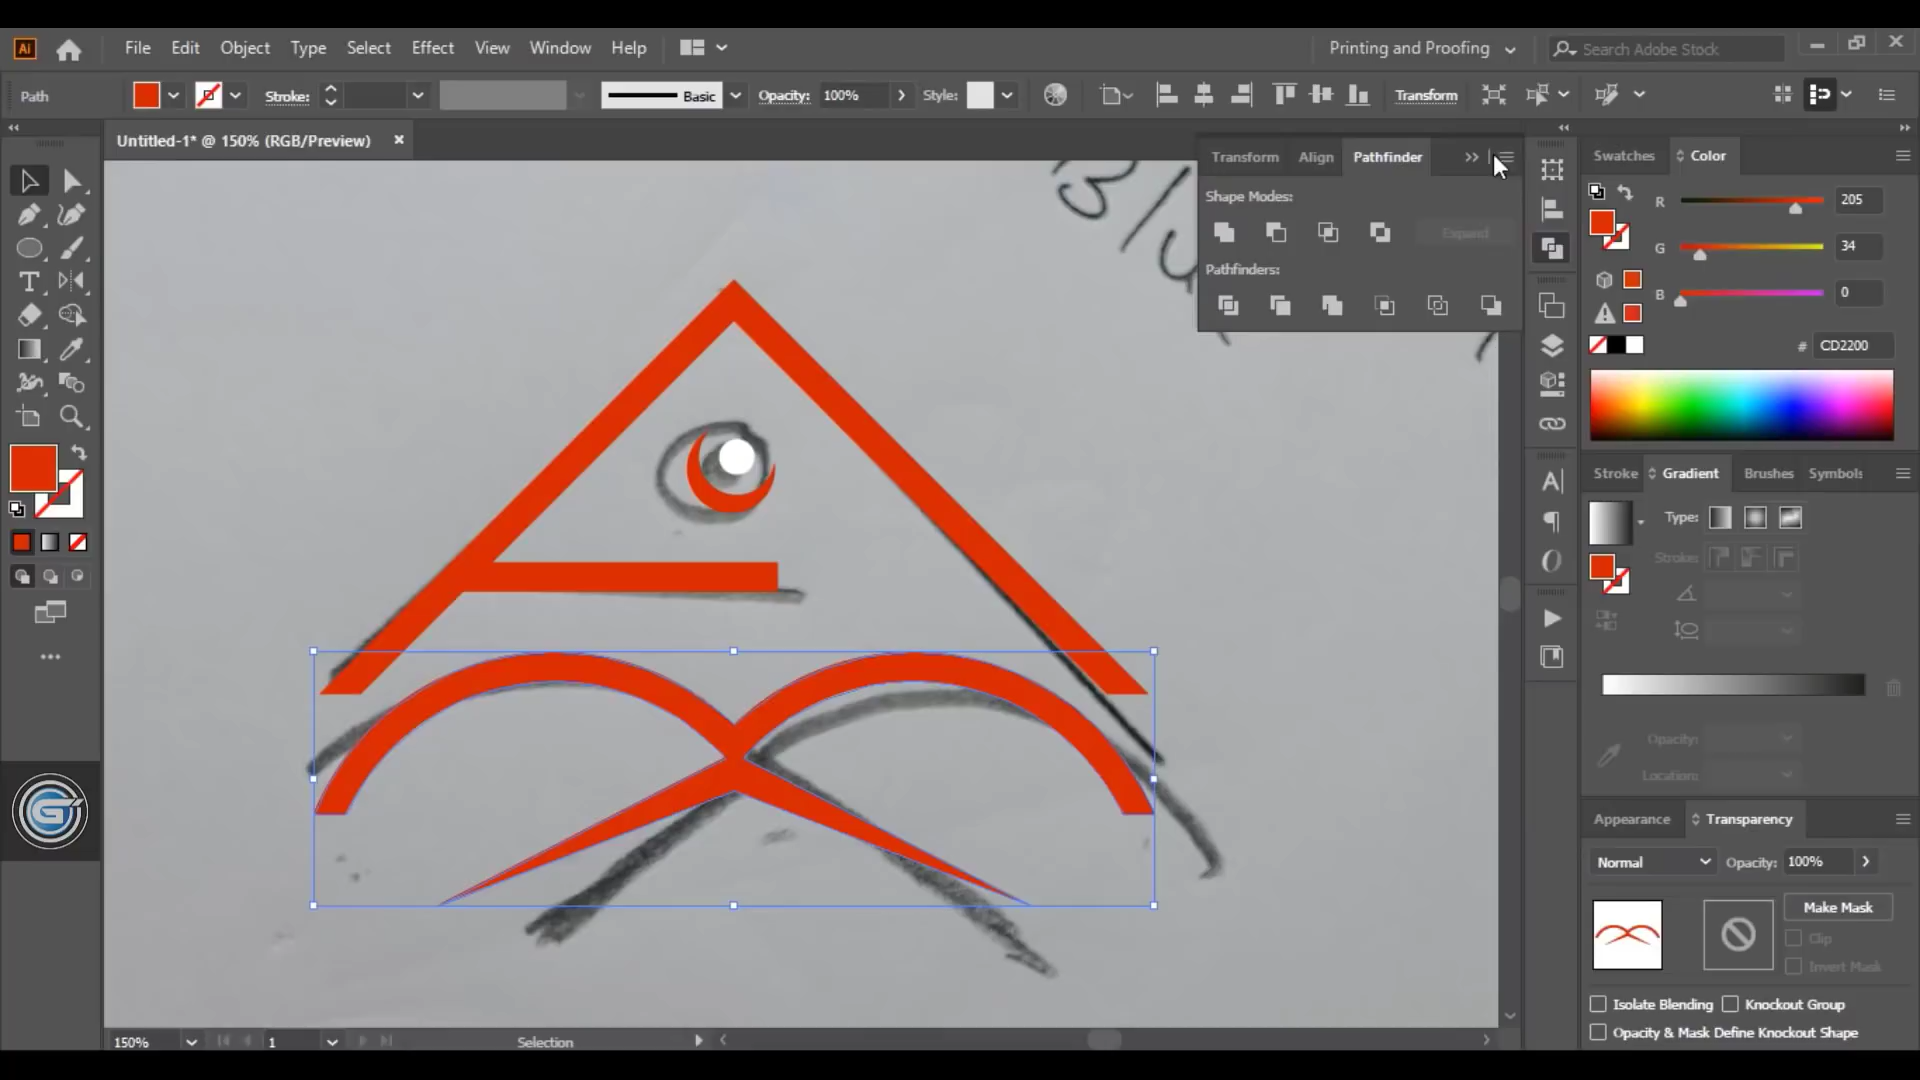 Ai File Edit Object Type Select Effect View Window Help Printing and Proofing Search Adobe Stock
Path Stroke: Basic Opacity: 100% Style: Transform
Untitled-1* @ 150% (RGB/Preview)
Transform Align Pathfinder
Shape Modes:
Expand
Pathfinders:
Swatches Color
R 205
G 34
B 0
# CD2200
Stroke Gradient Brushes Symbols
Type:
Stroke:
Opacity:
Location:
Appearance Transparency
Normal Opacity: 100%
Make Mask
Clip
Invert Mask
Isolate Blending Knockout Group
Opacity & Mask Define Knockout Shape
150% 1 Selection